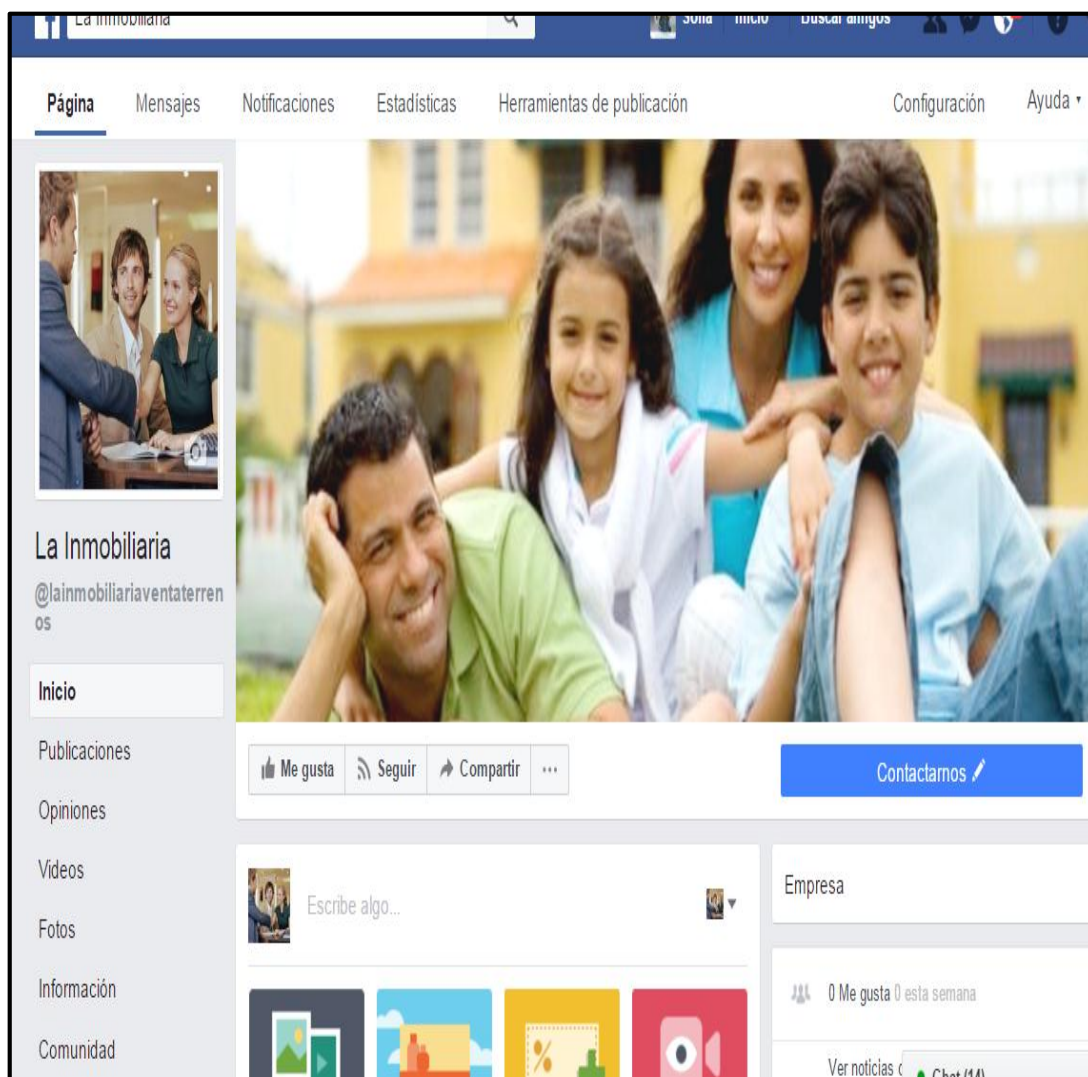 La Inmobiliaria
Sofia Inicio Buscar amigos
Página Mensajes Notificaciones Estadísticas Herramientas de publicación Configuración Ayuda
La Inmobiliaria
@lainmobiliariaventaterren
os
Inicio
Publicaciones
Opiniones
Videos
Fotos
Información
Comunidad
Me gusta Seguir Compartir ...
Contactarnos
Escribe algo...
Empresa
0 Me gusta 0 esta semana
Ver noticias
Chat (14)